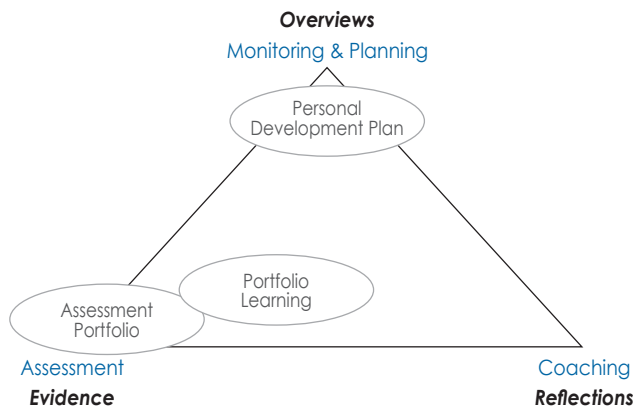 Overviews
Monitoring & Planning
Personal
Development Plan
Portfolio
Learning
Assessment
Portfolio
Assessment
Coaching
Evidence
Reflections